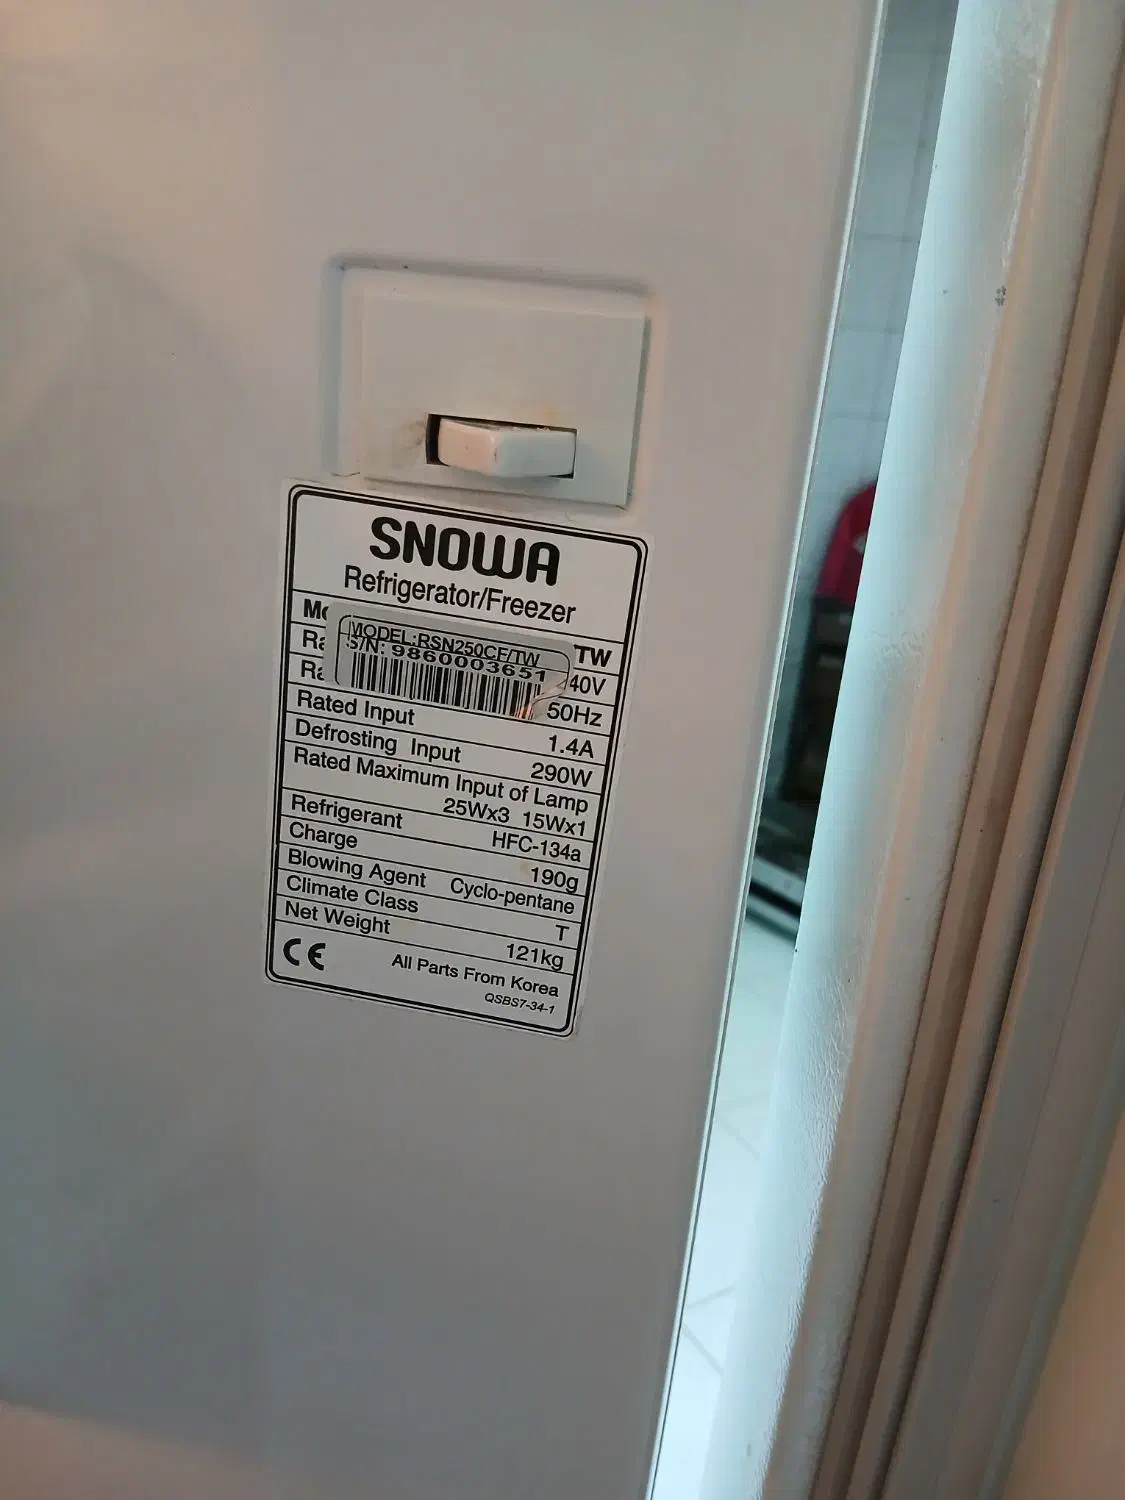 SNOWA
Refrigerator/Freezer
TW
MODEL:RSN250CF/TW
S/N: 9860003651
40V
50Hz
Rated Input 1.4A
Defrosting Input 290W
Rated Maximum Input of Lamp
25Wx3 15Wx1
Refrigerant HFC-134a
Charge 190g
Blowing Agent Cyclo-pentane
Climate Class T
Net Weight 121kg
CE All Parts From Korea
QSBS7-34-1